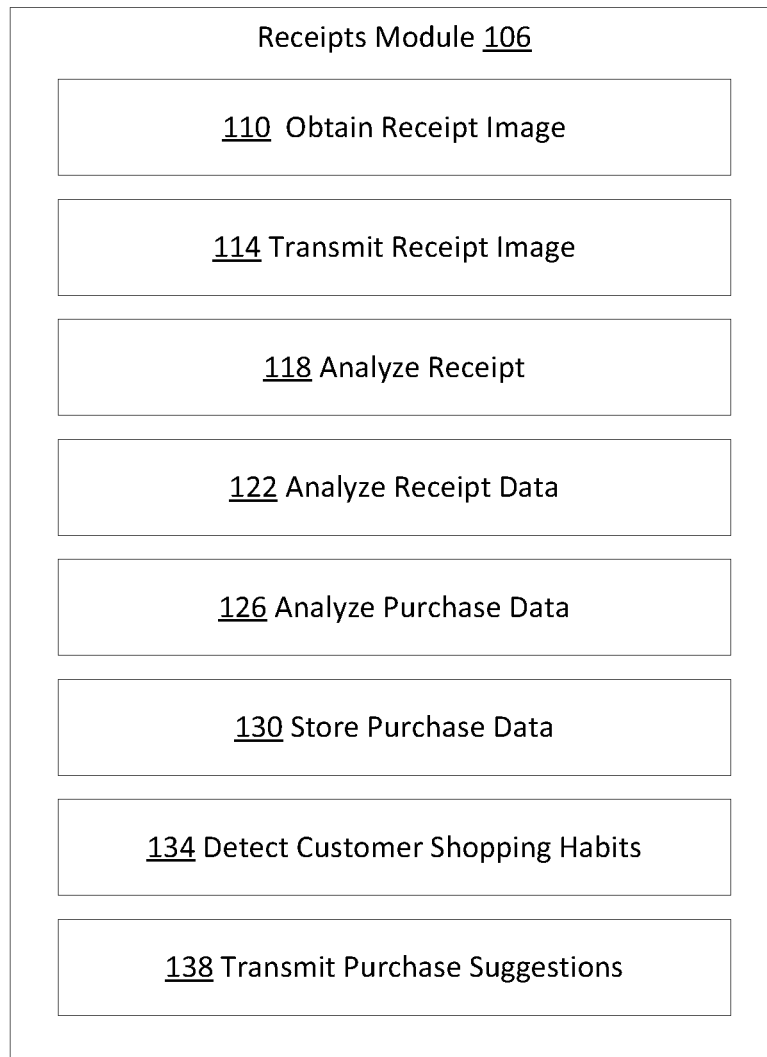 Receipts Module 106
110 Obtain Receipt Image
114 Transmit Receipt Image
118 Analyze Receipt
122 Analyze Receipt Data
126 Analyze Purchase Data
130 Store Purchase Data
134 Detect Customer Shopping Habits
138 Transmit Purchase Suggestions